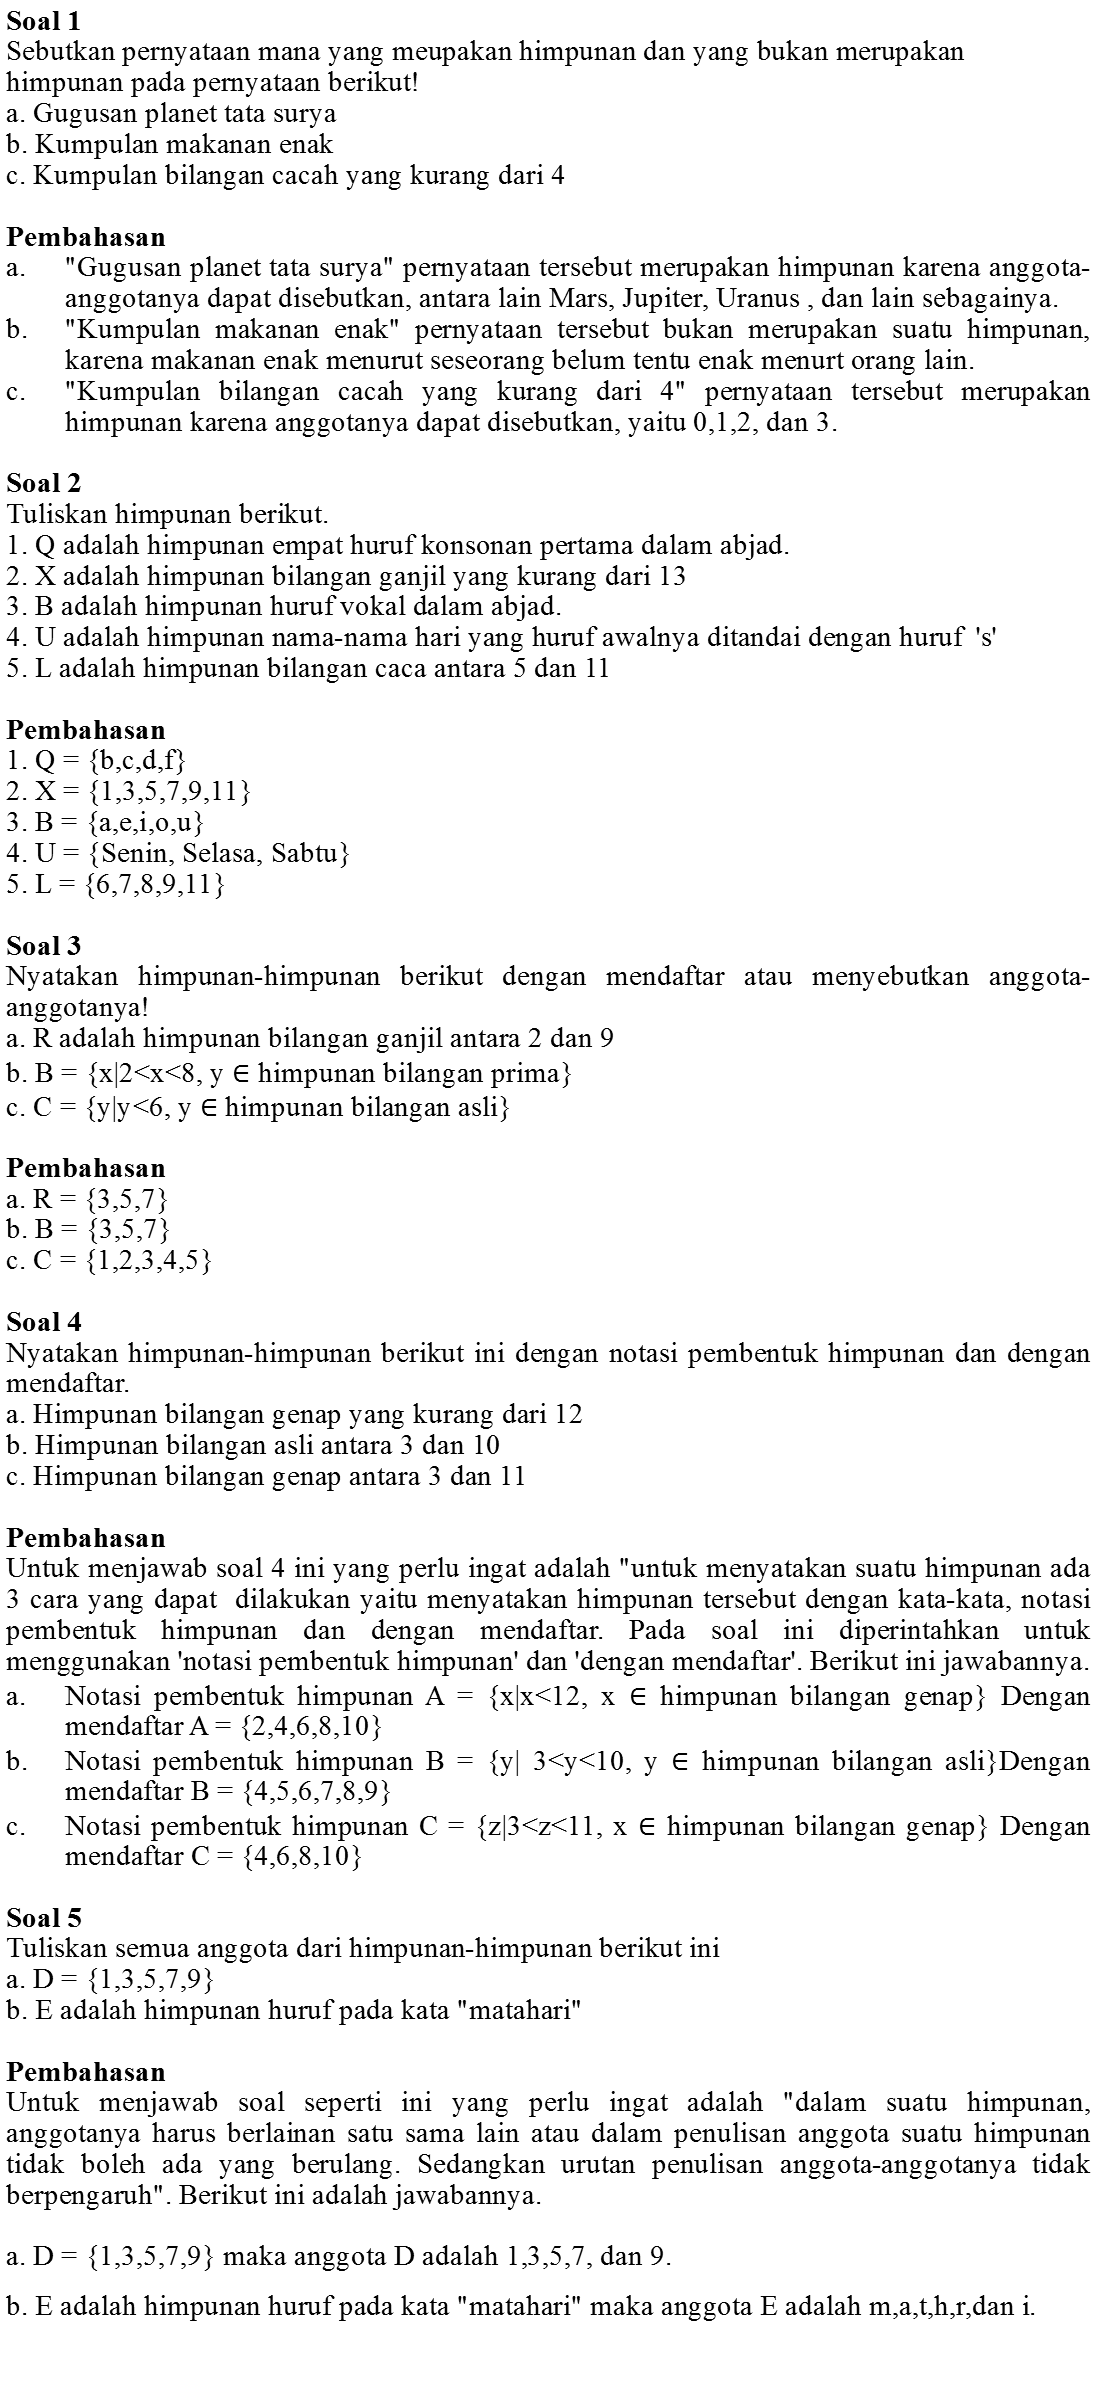 Soal 1
Sebutkan pernyataan mana yang meupakan himpunan dan yang bukan merupakan
himpunan pada pernyataan berikut!
a. Gugusan planet tata surya
b. Kumpulan makanan enak
c. Kumpulan bilangan cacah yang kurang dari 4
Pembahasan
a. "Gugusan planet tata surya" pernyataan tersebut merupakan himpunan karena anggota-
anggotanya dapat disebutkan, antara lain Mars, Jupiter, Uranus , dan lain sebagainya.
b. "Kumpulan makanan enak" pernyataan tersebut bukan merupakan suatu himpunan,
karena makanan enak menurut seseorang belum tentu enak menurt orang lain.
c. "Kumpulan bilangan cacah yang kurang dari 4" pernyataan tersebut merupakan
himpunan karena anggotanya dapat disebutkan, yaitu 0,1,2, dan 3.
Soal 2
Tuliskan himpunan berikut.
1. Q adalah himpunan empat huruf konsonan pertama dalam abjad.
2. X adalah himpunan bilangan ganjil yang kurang dari 13
3. B adalah himpunan huruf vokal dalam abjad.
4. U adalah himpunan nama-nama hari yang huruf awalnya ditandai dengan huruf 's'
5. L adalah himpunan bilangan caca antara 5 dan 11
Pembahasan
1. Q = {b,c,d,f}
2. X = {1,3,5,7,9,11}
3. B = {a,e,i,o,u}
4. U = {Senin, Selasa, Sabtu}
5. L = {6,7,8,9,11}
Soal 3
Nyatakan himpunan-himpunan berikut dengan mendaftar atau menyebutkan anggota-
anggotanya!
a. R adalah himpunan bilangan ganjil antara 2 dan 9
b. B = {x|2<x<8, y ∈ himpunan bilangan prima}
c. C = {y|y<6, y ∈ himpunan bilangan asli}
Pembahasan
a. R = {3,5,7}
b. B = {3,5,7}
c. C = {1,2,3,4,5}
Soal 4
Nyatakan himpunan-himpunan berikut ini dengan notasi pembentuk himpunan dan dengan
mendaftar.
a. Himpunan bilangan genap yang kurang dari 12
b. Himpunan bilangan asli antara 3 dan 10
c. Himpunan bilangan genap antara 3 dan 11
Pembahasan
Untuk menjawab soal 4 ini yang perlu ingat adalah "untuk menyatakan suatu himpunan ada
3 cara yang dapat dilakukan yaitu menyatakan himpunan tersebut dengan kata-kata, notasi
pembentuk himpunan dan dengan mendaftar. Pada soal ini diperintahkan untuk
menggunakan 'notasi pembentuk himpunan' dan 'dengan mendaftar'. Berikut ini jawabannya.
a. Notasi pembentuk himpunan A = {x|x<12, x ∈ himpunan bilangan genap} Dengan
mendaftar A = {2,4,6,8,10}
b. Notasi pembentuk himpunan B = {y| 3<y<10, y ∈ himpunan bilangan asli}Dengan
mendaftar B = {4,5,6,7,8,9}
c. Notasi pembentuk himpunan C = {z|3<z<11, x ∈ himpunan bilangan genap} Dengan
mendaftar C = {4,6,8,10}
Soal 5
Tuliskan semua anggota dari himpunan-himpunan berikut ini
a. D = {1,3,5,7,9}
b. E adalah himpunan huruf pada kata "matahari"
Pembahasan
Untuk menjawab soal seperti ini yang perlu ingat adalah "dalam suatu himpunan,
anggotanya harus berlainan satu sama lain atau dalam penulisan anggota suatu himpunan
tidak boleh ada yang berulang. Sedangkan urutan penulisan anggota-anggotanya tidak
berpengaruh". Berikut ini adalah jawabannya.
a. D = {1,3,5,7,9} maka anggota D adalah 1,3,5,7, dan 9.
b. E adalah himpunan huruf pada kata "matahari" maka anggota E adalah m,a,t,h,r,dan i.